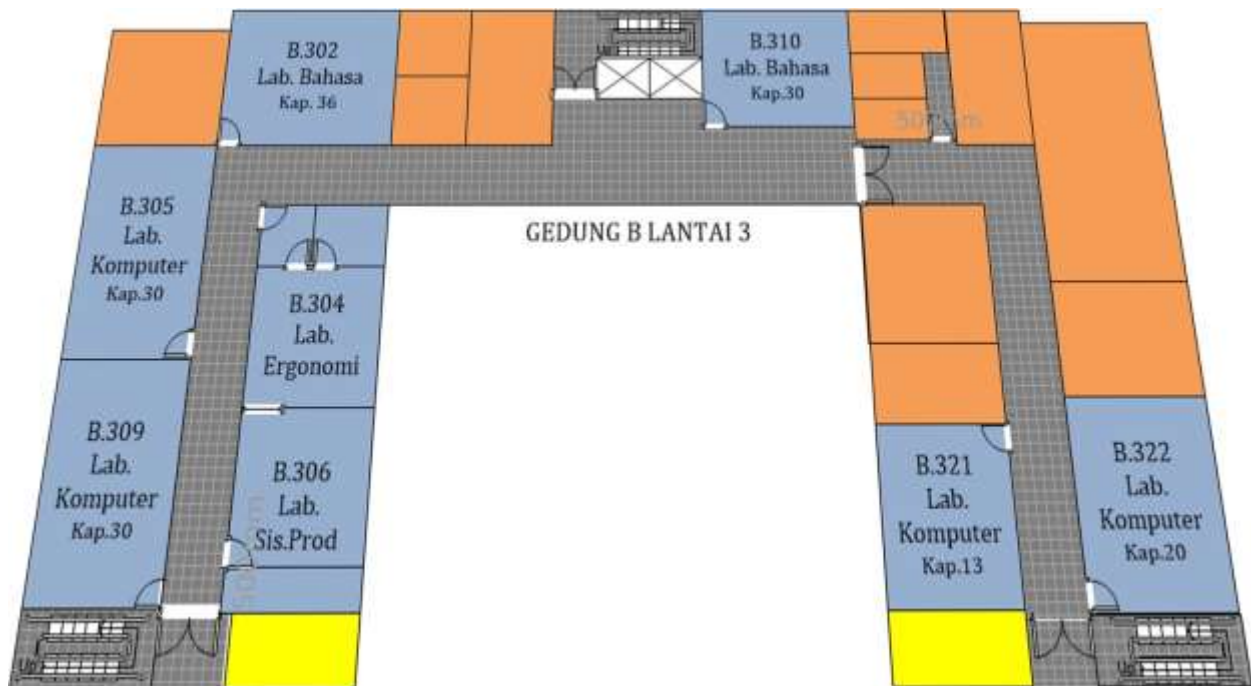 B.302
Lab. Bahasa
Kap. 36
Up
B.310
Lab. Bahasa
Kap.30
B.305
Lab.
Komputer
Kap.30
GEDUNG B LANTAI 3
B.304
Lab.
Ergonomi
B.309
Lab.
Komputer
Kap.30
B.306
Lab.
Sis.Prod
B.321
Lab.
Komputer
Kap.13
B.322
Lab.
Komputer
Kap.20
Up
Up